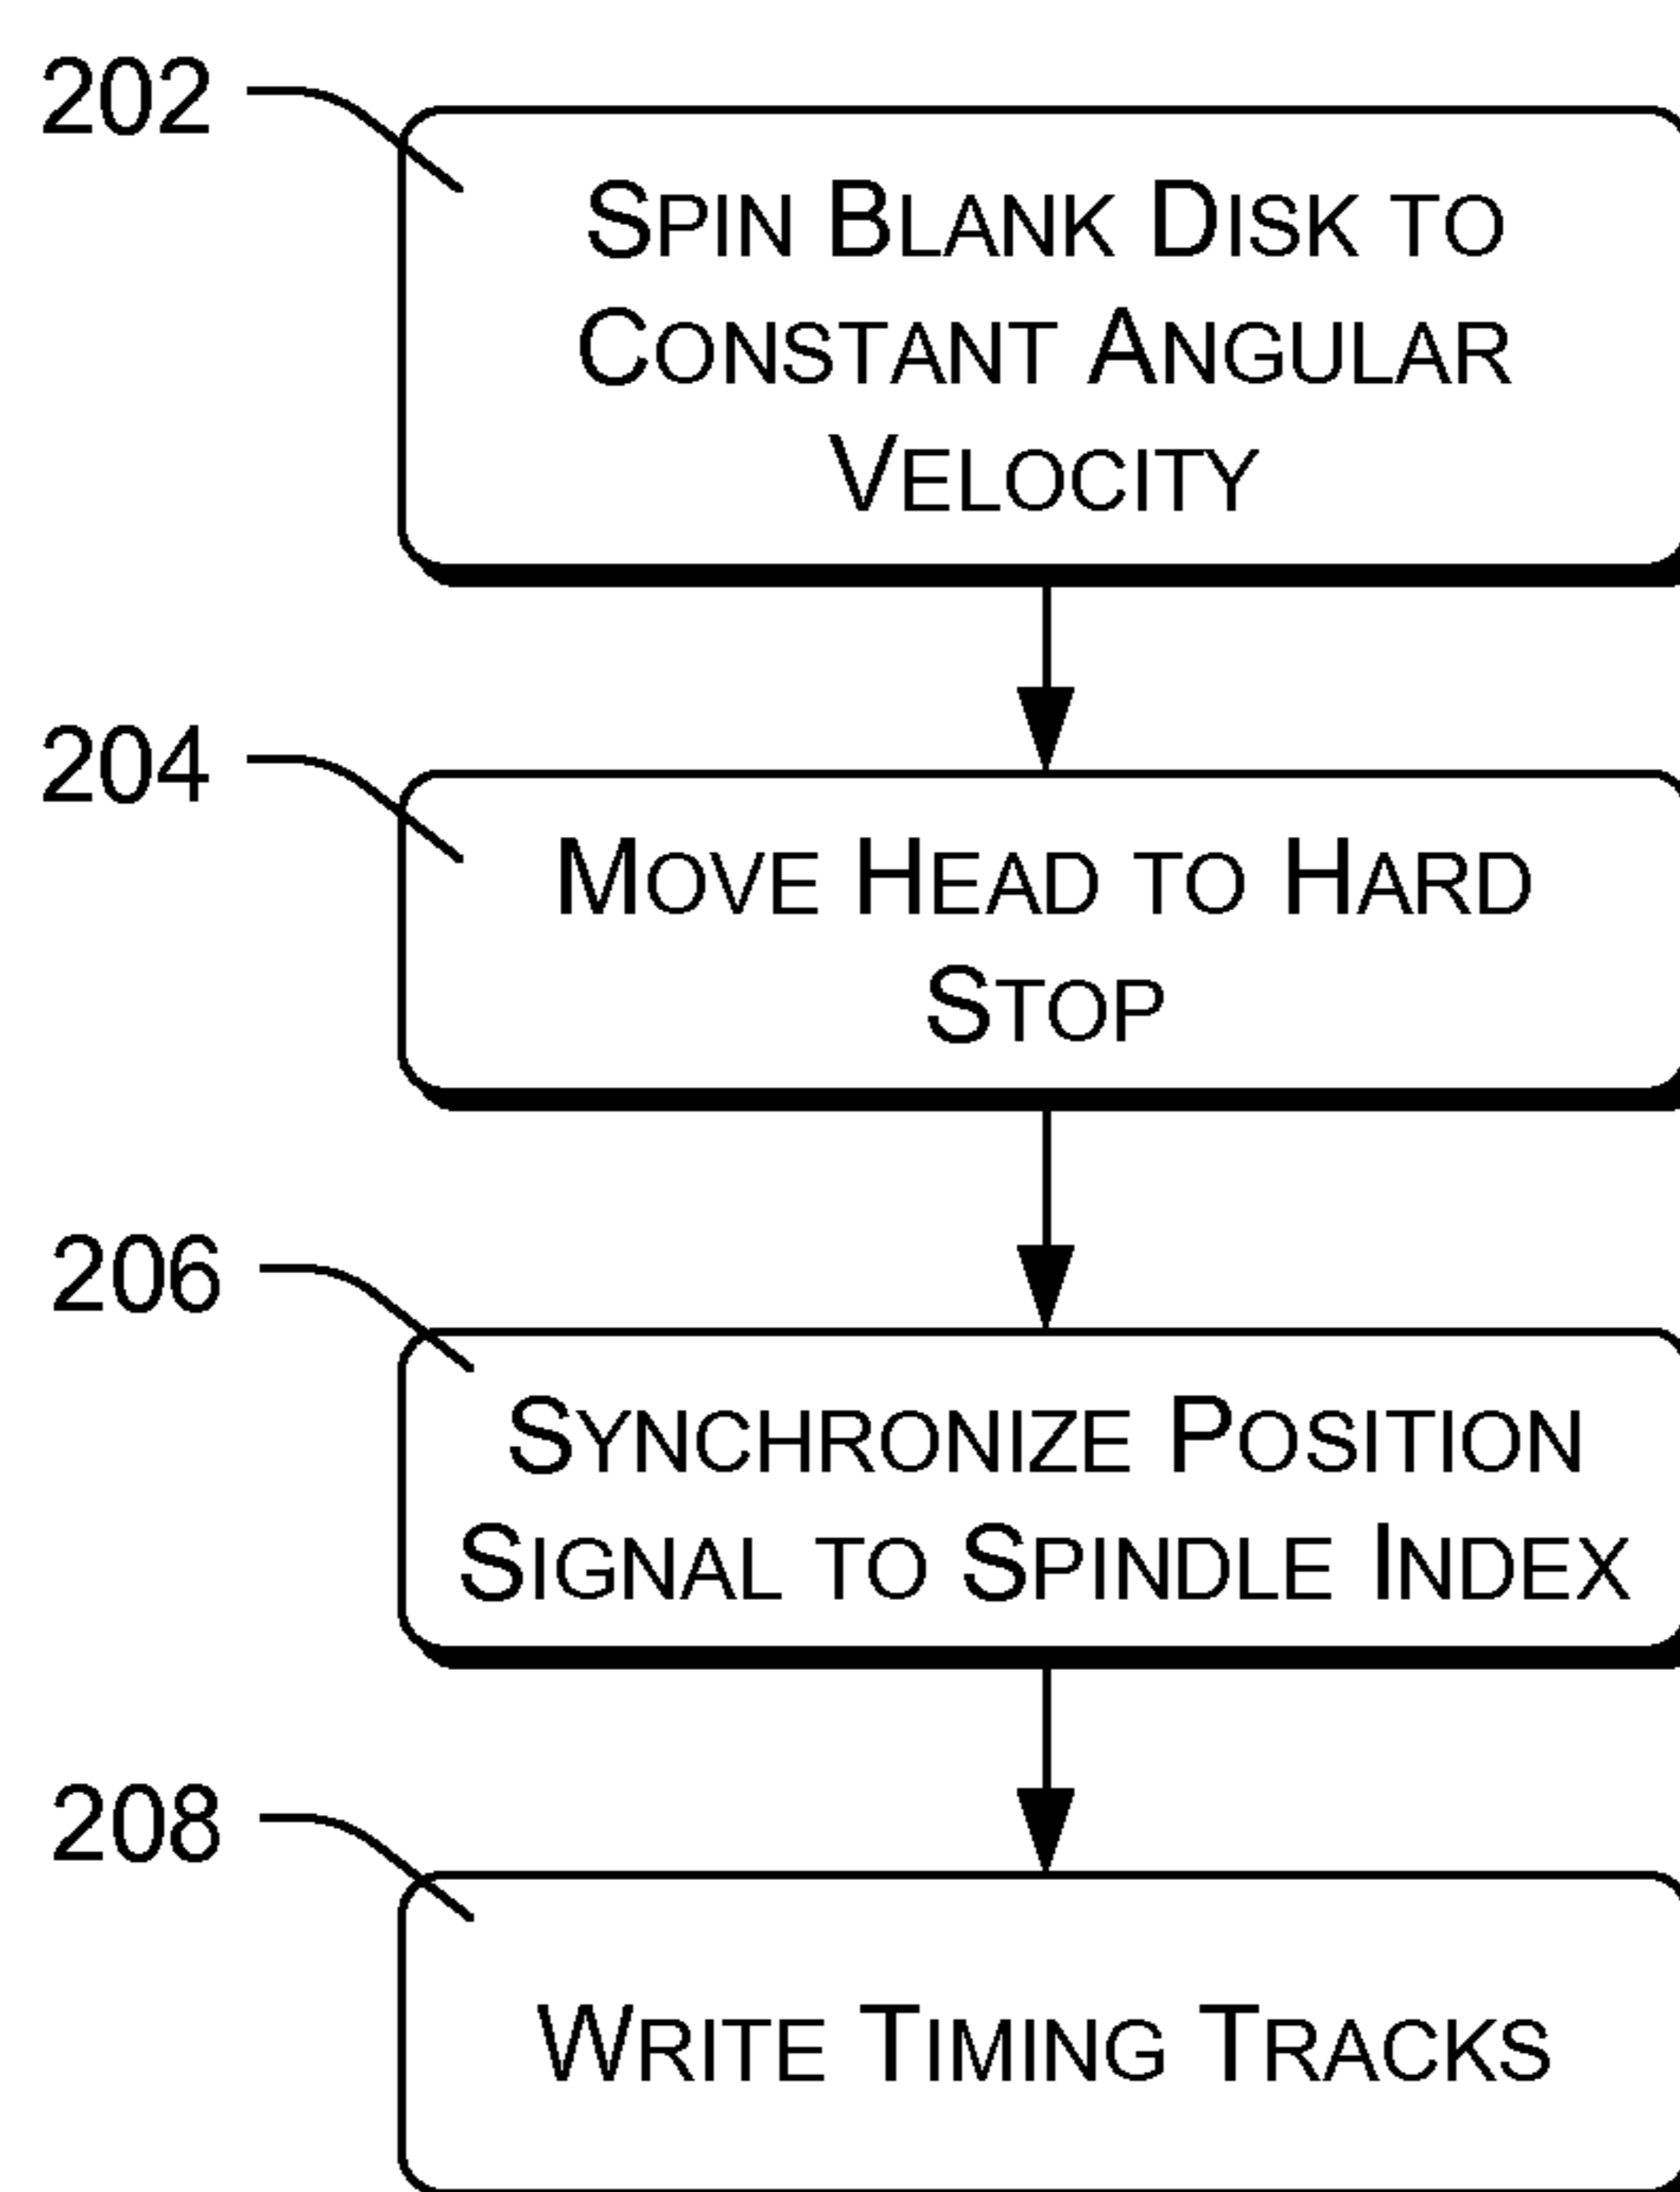 202
SPIN BLANK DISK TO
CONSTANT ANGULAR
VELOCITY
204
MOVE HEAD TO HARD
STOP
206
SYNCHRONIZE POSITION
SIGNAL TO SPINDLE INDEX
208
WRITE TIMING TRACKS